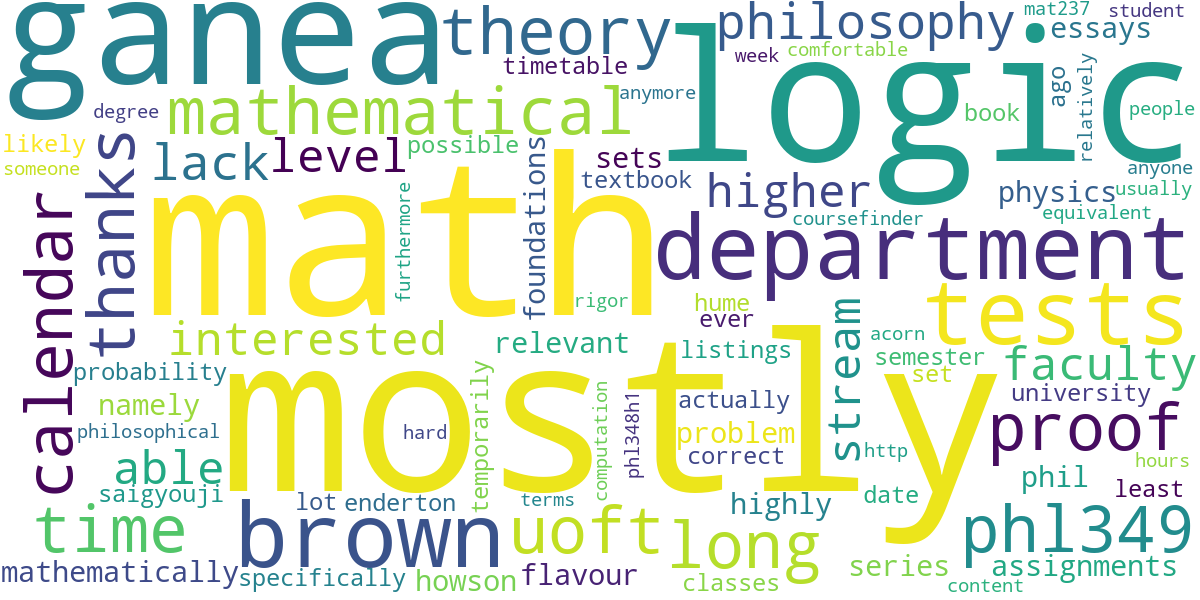 ganea
theory
philosophy
mat237
student
essays
comfortable
week
timetable
logic
anymore
degree
mathematical
ago
relatively
book
people
likely
someone
thanks
lack
level
possible
foundations
sets
textbook
higher
physics
anyone
usually
equivalent
coursefinder
calendar
math
furthermore
department
rigor
hume
ever
tests
interested
relevant
listings
stream
acorn
semester
set
faculty
probability
namely
mostly
temporarily
actually
university
philosophical
hard
computation
phl348h1
problem
correct
proof
http
hours
able
saigyouji
lot
enderton
terms
highly
date
phil
least
time
brown
uoft
long
phl349
mathematically
specifically
howson
flavour
classes
series
assignments
content